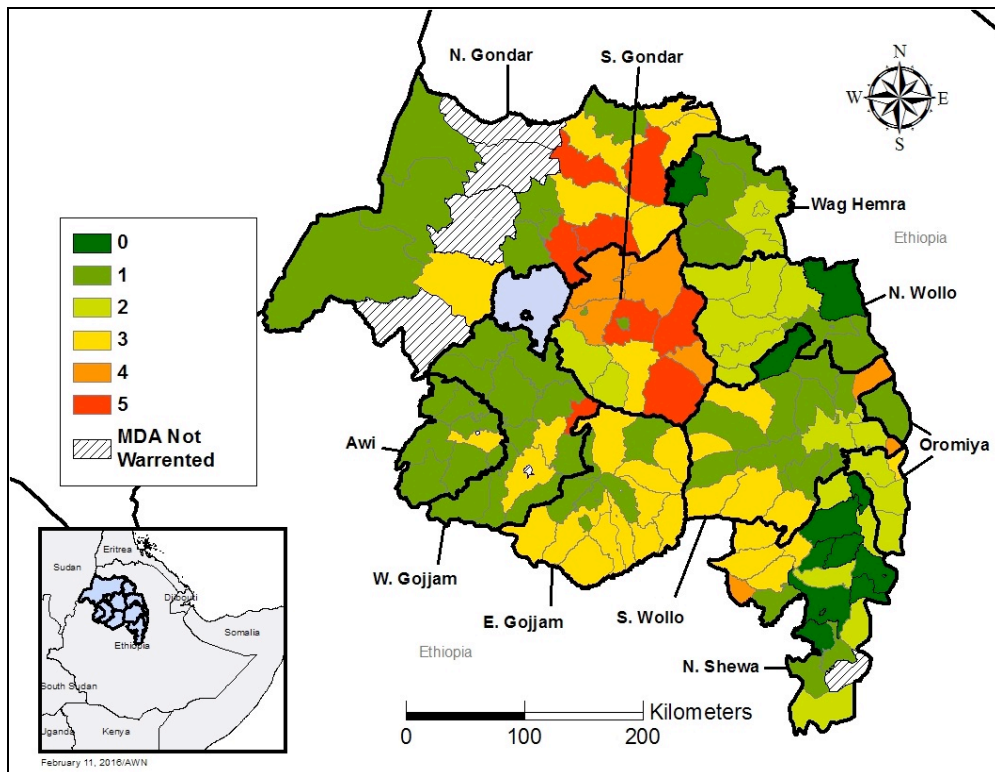 N. Gondar
S. Gondar
N
W E
S
Wag Hemra
Ethiopia
N. Wollo
0
1
2
3
4
5
MDA Not
Warrented
Awi
Oromiya
W. Gojjam
E. Gojjam
S. Wollo
N. Shewa
Ethiopia
Kilometers
0 100 200
Eritrea
Sudan
Djibouti
Somalia
Ethiopia
South Sudan
Uganda
Kenya
February 11, 2016/AWN